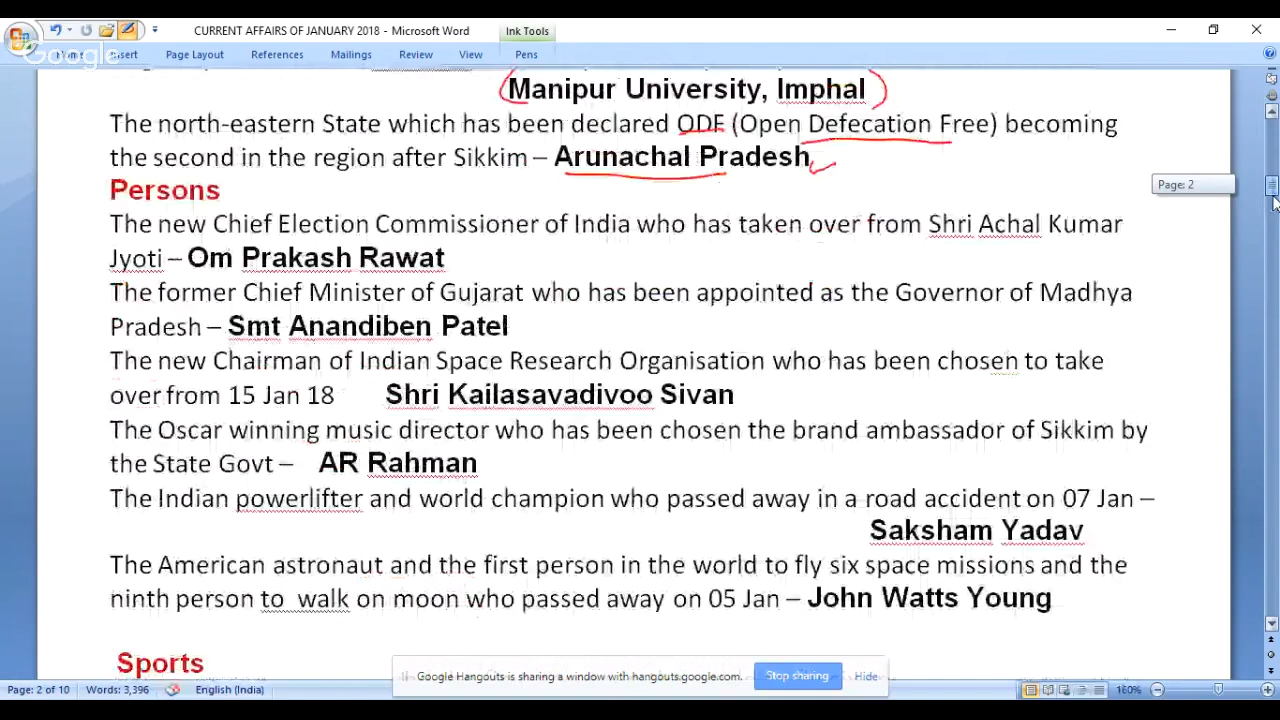 CURRENT AFFAIRS OF JANUARY 2018 - Microsoft Word
Ink Tools
Google
Insert
Page Layout
References
Mailings
Review
View
Pens
Manipur University, Imphal
The north-eastern State which has been declared ODF (Open Defecation Free) becoming
the second in the region after Sikkim – Arunachal Pradesh
Page: 2
Persons
The new Chief Election Commissioner of India who has taken over from Shri Achal Kumar
Jyoti – Om Prakash Rawat
The former Chief Minister of Gujarat who has been appointed as the Governor of Madhya
Pradesh – Smt Anandiben Patel
The new Chairman of Indian Space Research Organisation who has been chosen to take
over from 15 Jan 18 Shri Kailasavadivoo Sivan
The Oscar winning music director who has been chosen the brand ambassador of Sikkim by
the State Govt – AR Rahman
The Indian powerlifter and world champion who passed away in a road accident on 07 Jan –
Saksham Yadav
The American astronaut and the first person in the world to fly six space missions and the
ninth person to walk on moon who passed away on 05 Jan – John Watts Young
Sports
Google Hangouts is sharing a window with hangouts.google.com.
Stop sharing
Hide
Page: 2 of 10
Words: 3,396
English (India)
160%